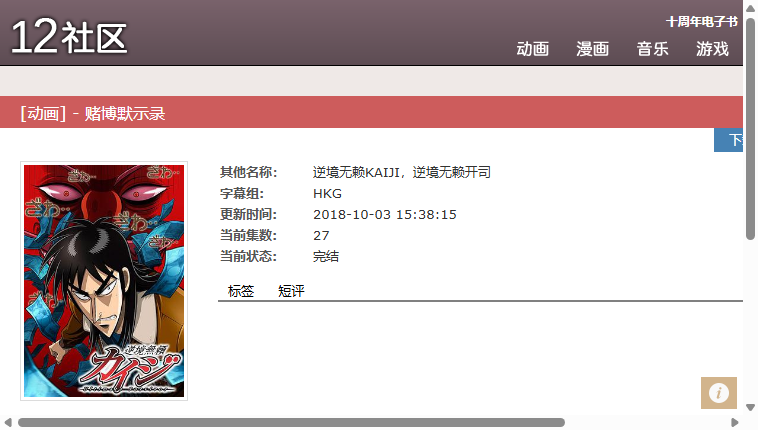 12社区
十周年电子书
动画 漫画 音乐 游戏
[动画] - 赌博默示录
其他名称: 逆境无赖KAIJI，逆境无赖开司
字幕组: HKG
更新时间: 2018-10-03 15:38:15
当前集数: 27
当前状态: 完结
标签 短评
ざわ…
ざわ…
ざわ…
ざわ…
逆境無頼
カイジ